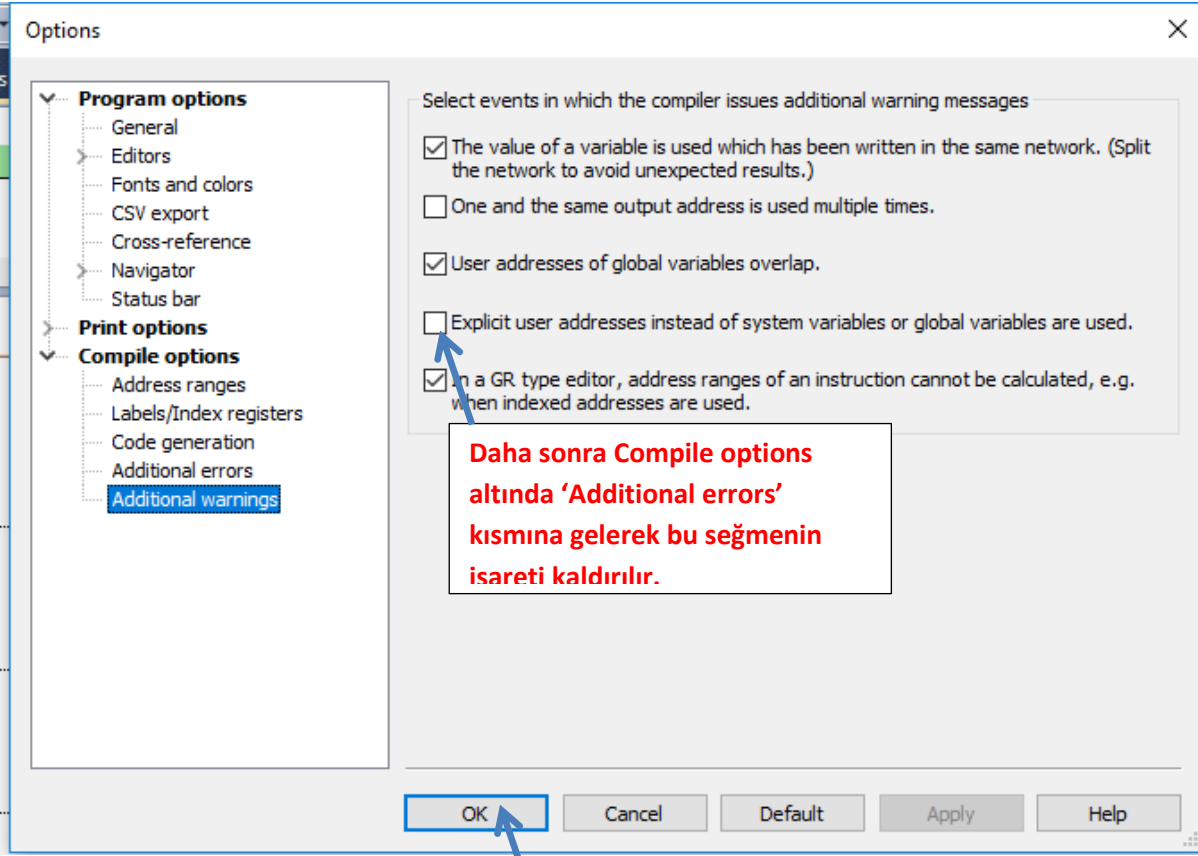 Options
Program options
General
Editors
Fonts and colors
CSV export
Cross-reference
Navigator
Status bar
Print options
Compile options
Address ranges
Labels/Index registers
Code generation
Additional errors
Additional warnings
Select events in which the compiler issues additional warning messages
The value of a variable is used which has been written in the same network. (Split
the network to avoid unexpected results.)
One and the same output address is used multiple times.
User addresses of global variables overlap.
Explicit user addresses instead of system variables or global variables are used.
In a GR type editor, address ranges of an instruction cannot be calculated, e.g.
when indexed addresses are used.
Daha sonra Compile options
altında ‘Additional errors’
kısmına gelerek bu seğmenin
işareti kaldırılır.
OK
Cancel
Default
Apply
Help